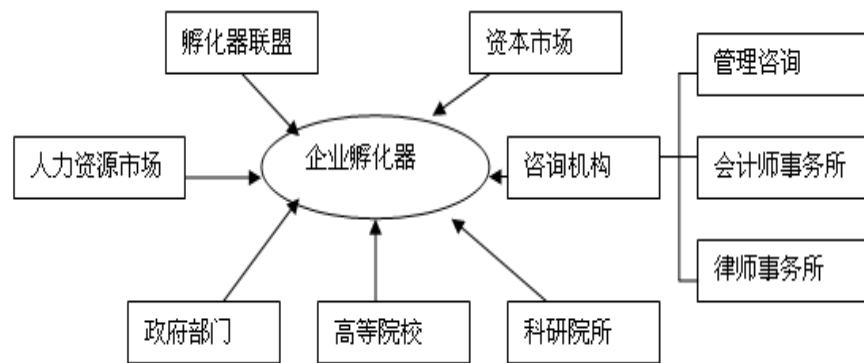 孵化器联盟
资本市场
管理咨询
企业孵化器
人力资源市场
咨询机构
会计师事务所
律师事务所
政府部门
高等院校
科研院所